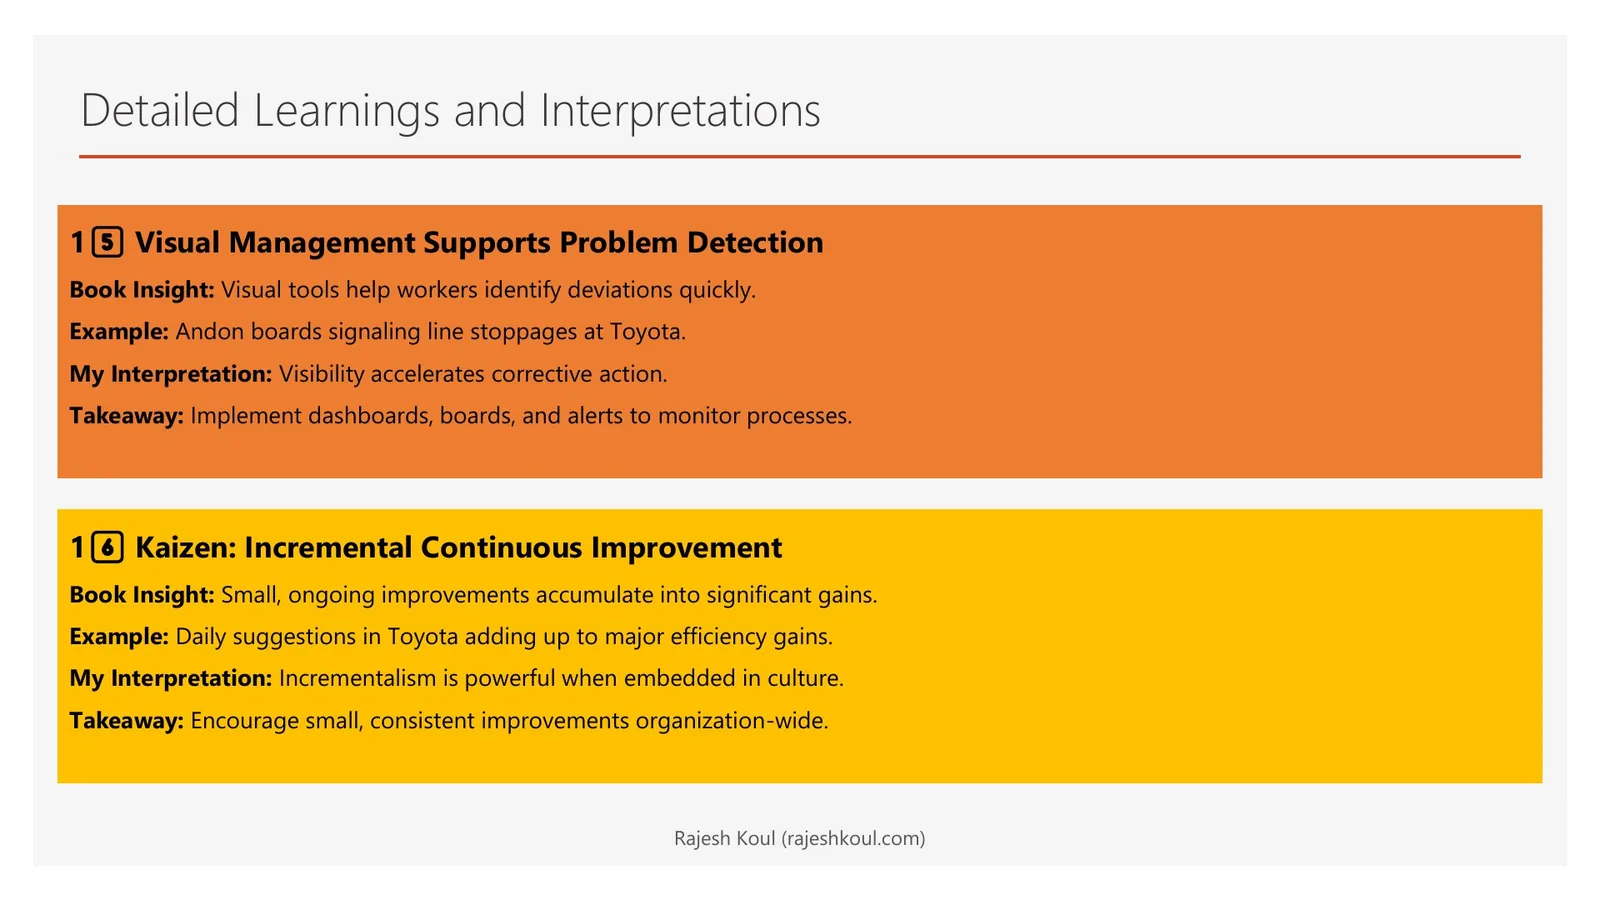 Detailed Learnings and Interpretations
15️⃣ Visual Management Supports Problem Detection
Book Insight: Visual tools help workers identify deviations quickly.
Example: Andon boards signaling line stoppages at Toyota.
My Interpretation: Visibility accelerates corrective action.
Takeaway: Implement dashboards, boards, and alerts to monitor processes.
16️⃣ Kaizen: Incremental Continuous Improvement
Book Insight: Small, ongoing improvements accumulate into significant gains.
Example: Daily suggestions in Toyota adding up to major efficiency gains.
My Interpretation: Incrementalism is powerful when embedded in culture.
Takeaway: Encourage small, consistent improvements organization-wide.
Rajesh Koul (rajeshkoul.com)